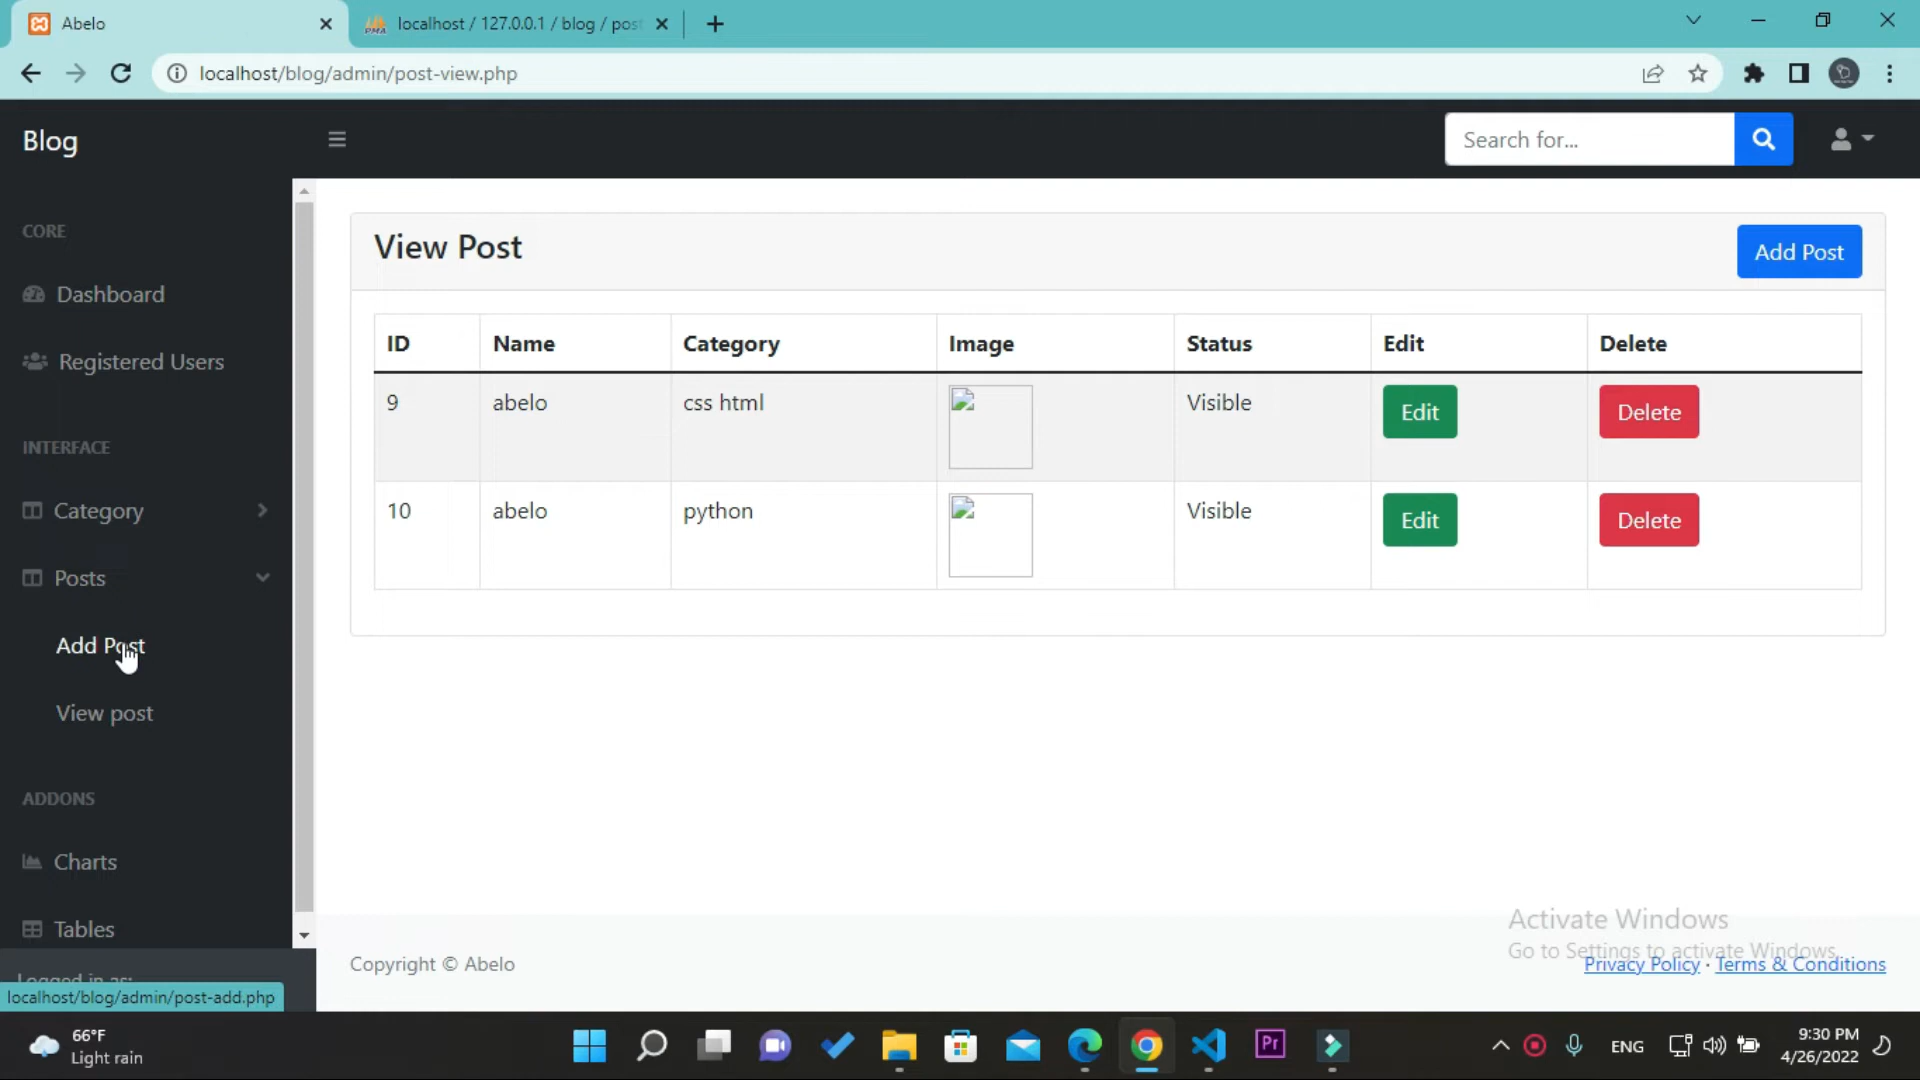 Abelo
localhost / 127.0.0.1 / blog / post
localhost/blog/admin/post-view.php
Blog
Search for...
CORE
Dashboard
Registered Users
INTERFACE
Category
Posts
Add Post
View post
ADDONS
Charts
Tables
Logged in as:
localhost/blog/admin/post-add.php
View Post
Add Post
ID Name Category Image Status Edit Delete
9 abelo css html Visible Edit Delete
10 abelo python Visible Edit Delete
Activate Windows
Go to Settings to activate Windows.
Copyright © Abelo
Privacy Policy · Terms & Conditions
66°F
Light rain
Pr
ENG
9:30 PM
4/26/2022